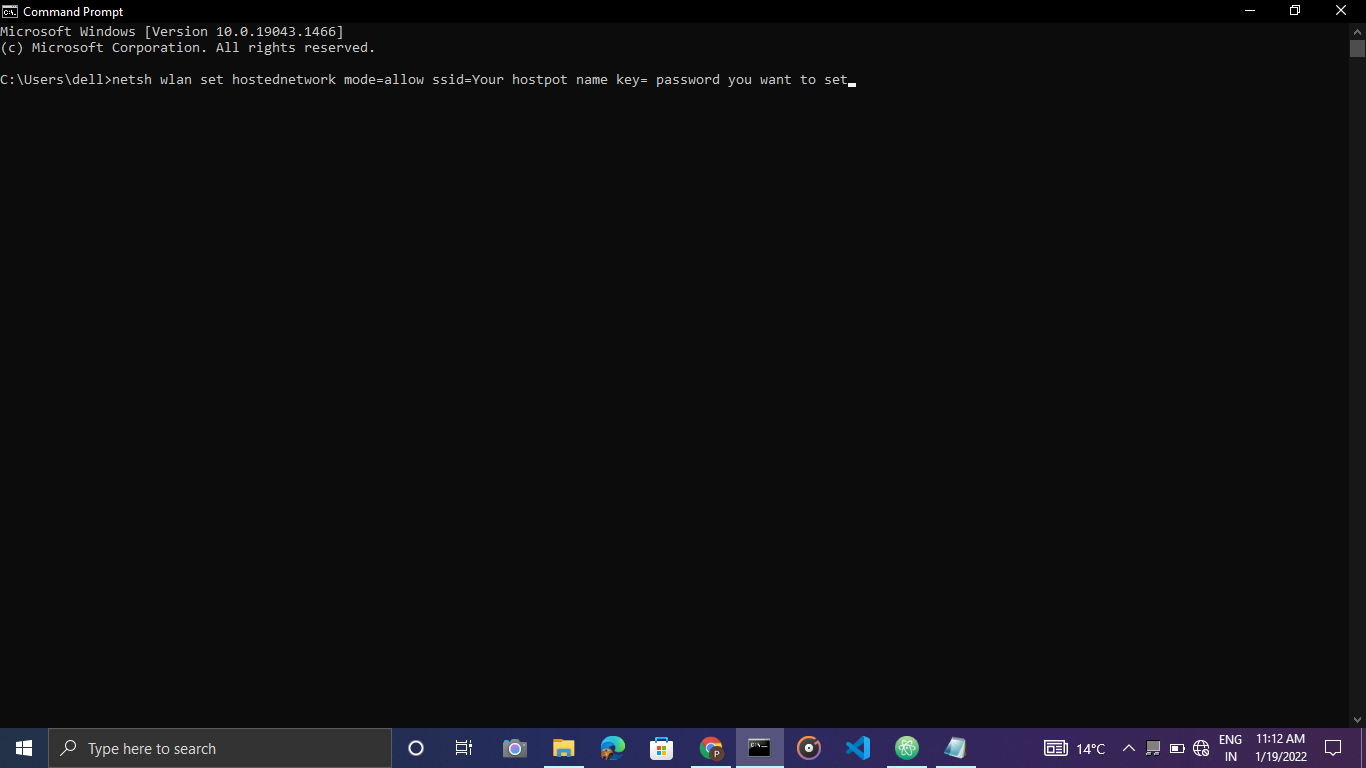 Command Prompt
Microsoft Windows [Version 10.0.19043.1466]
(c) Microsoft Corporation. All rights reserved.
C:\Users\dell>netsh wlan set hostednetwork mode=allow ssid=Your hostpot name key= password you want to set
Type here to search
14°C
ENG
IN
11:12 AM
1/19/2022